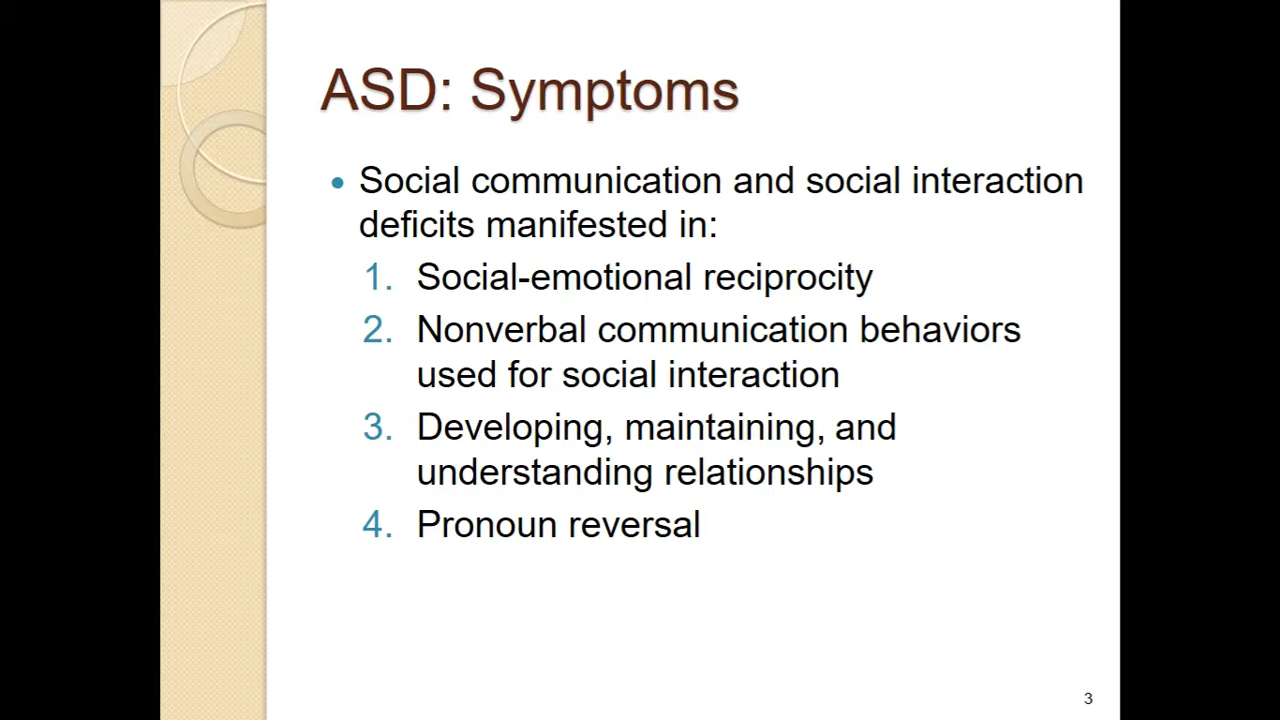 ASD: Symptoms
• Social communication and social interaction
deficits manifested in:
1. Social-emotional reciprocity
2. Nonverbal communication behaviors
used for social interaction
3. Developing, maintaining, and
understanding relationships
4. Pronoun reversal
3